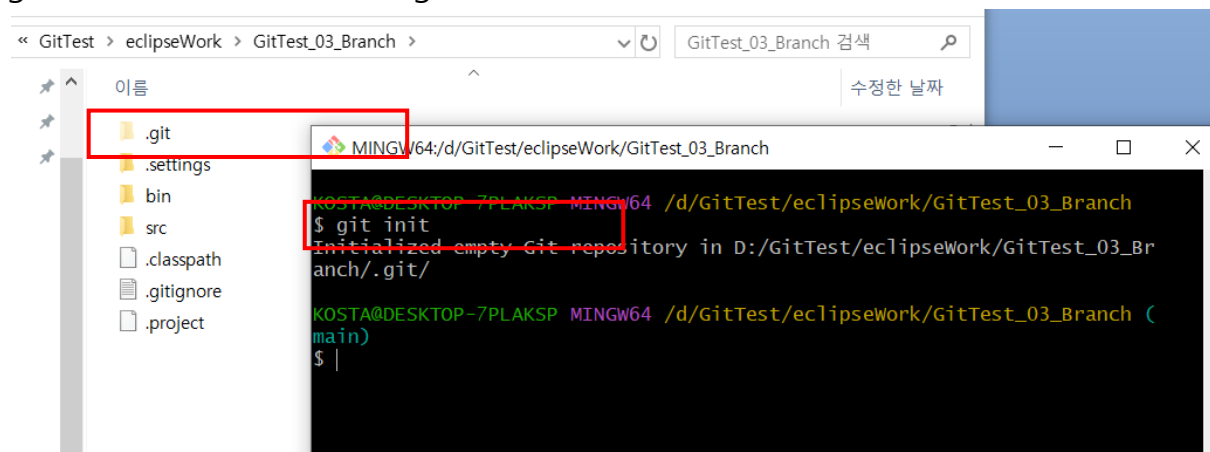 « GitTest > eclipseWork > GitTest_03_Branch >
GitTest_03_Branch 검색
이름
수정한 날짜
.git
.settings
bin
src
.classpath
.gitignore
.project
MINGW64:/d/GitTest/eclipseWork/GitTest_03_Branch
KOSTA@DESKTOP-7PLAKSP MINGW64 /d/GitTest/eclipseWork/GitTest_03_Branch
$ git init
Initialized empty Git repository in D:/GitTest/eclipseWork/GitTest_03_Br
anch/.git/
KOSTA@DESKTOP-7PLAKSP MINGW64 /d/GitTest/eclipseWork/GitTest_03_Branch (
main)
$